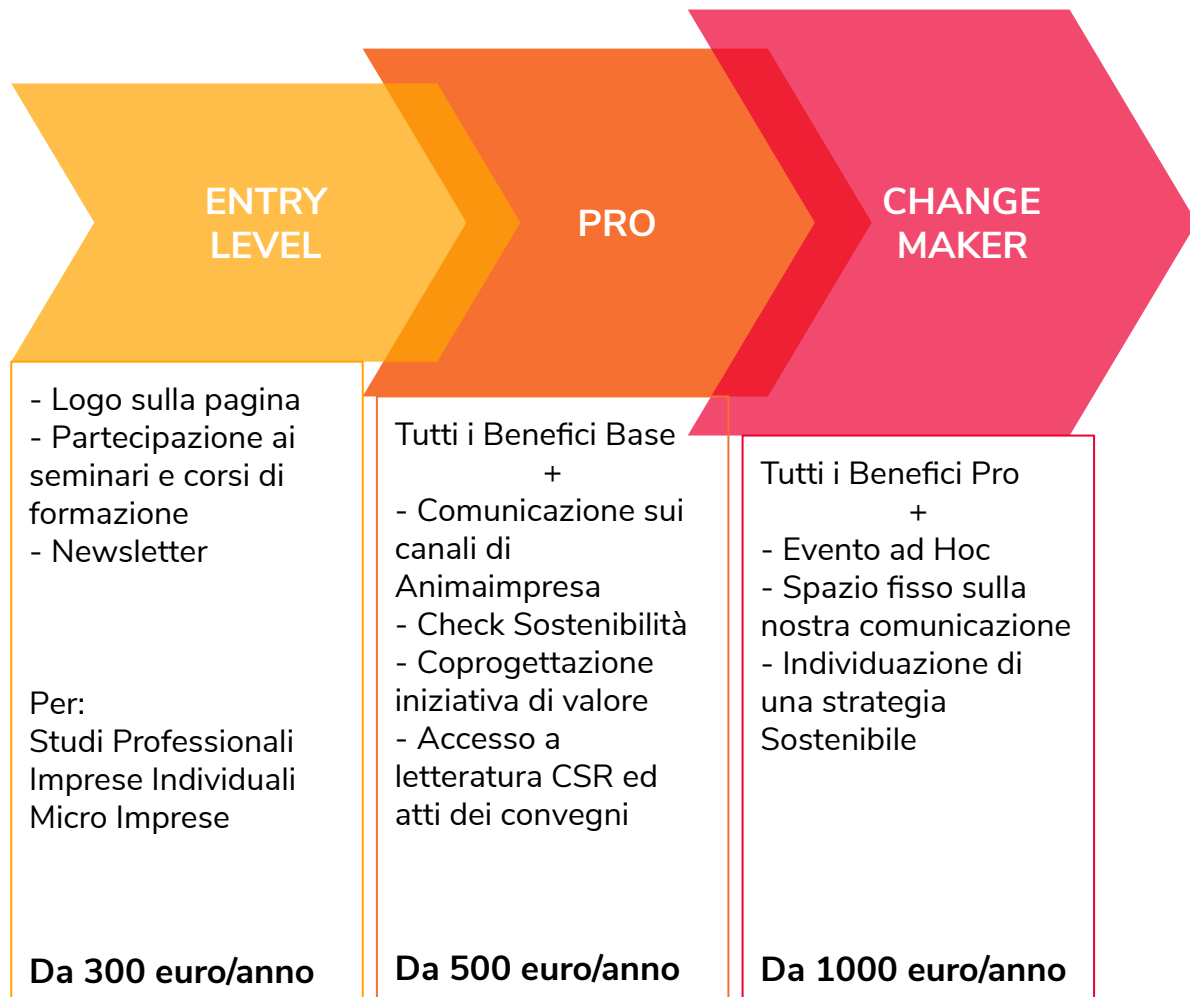 ENTRY
LEVEL
PRO
CHANGE
MAKER
- Logo sulla pagina
- Partecipazione ai
seminari e corsi di
formazione
- Newsletter
Per:
Studi Professionali
Imprese Individuali
Micro Imprese
Da 300 euro/anno
Tutti i Benefici Base
+
- Comunicazione sui
canali di
Animaimpresa
- Check Sostenibilità
- Coprogettazione
iniziativa di valore
- Accesso a
letteratura CSR ed
atti dei convegni
Da 500 euro/anno
Tutti i Benefici Pro
+
- Evento ad Hoc
- Spazio fisso sulla
nostra comunicazione
- Individuazione di
una strategia
Sostenibile
Da 1000 euro/anno